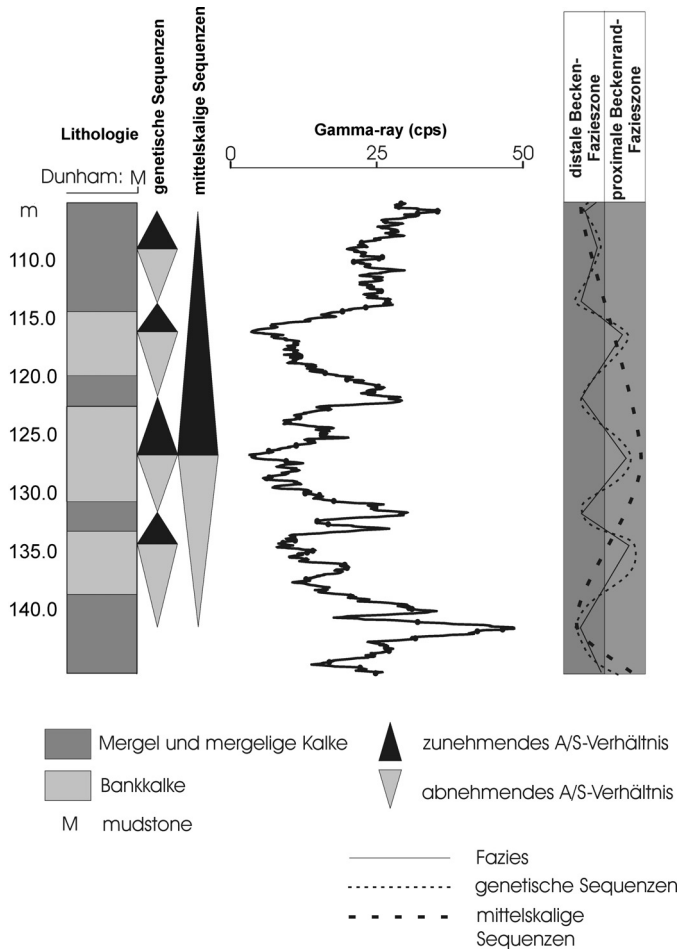 genetische Sequenzen
mittelskalige Sequenzen
distale Becken-
Fazieszone
proximale Beckenrand-
Fazieszone
Lithologie
Gamma-ray (cps)
0 25 50
Dunham: M
m
110.0
115.0
120.0
125.0
130.0
135.0
140.0
Mergel und mergelige Kalke
zunehmendes A/S-Verhältnis
Bankkalke
abnehmendes A/S-Verhältnis
M mudstone
Fazies
genetische Sequenzen
mittelskalige
Sequenzen